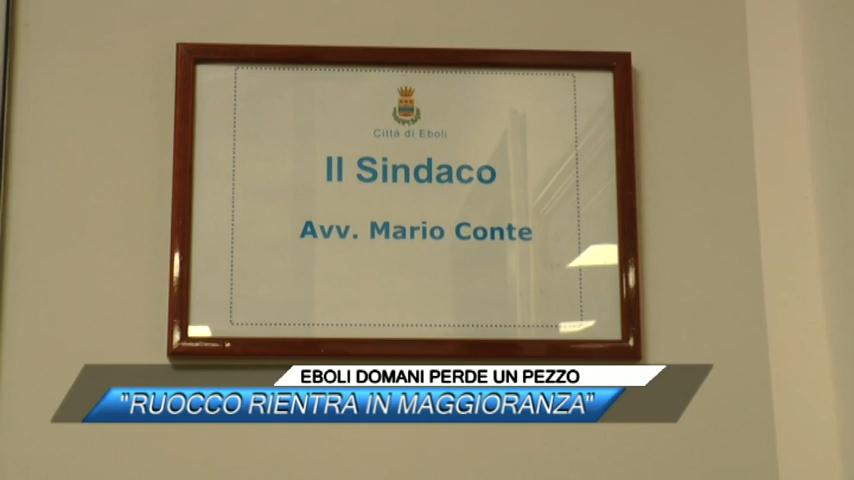 Città di Eboli
Il Sindaco
Avv. Mario Conte
EBOLI DOMANI PERDE UN PEZZO
"RUOCCO RIENTRA IN MAGGIORANZA"